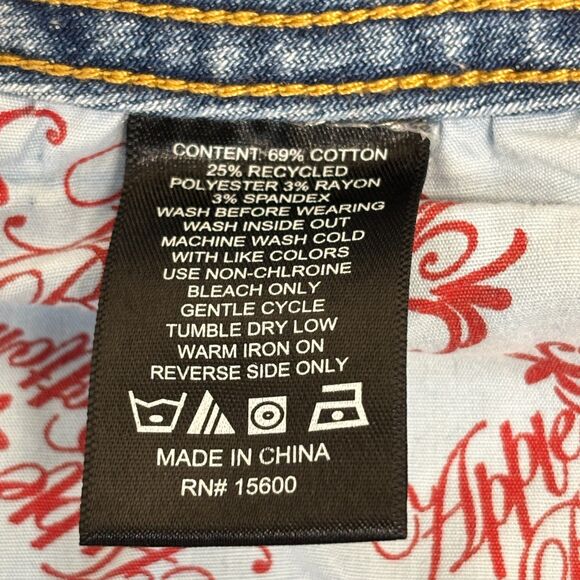 CONTENT: 69% COTTON
25% RECYCLED
POLYESTER 3% RAYON
3% SPANDEX
WASH BEFORE WEARING
WASH INSIDE OUT
MACHINE WASH COLD
WITH LIKE COLORS
USE NON-CHLROINE
BLEACH ONLY
GENTLE CYCLE
TUMBLE DRY LOW
WARM IRON ON
REVERSE SIDE ONLY
MADE IN CHINA
RN# 15600
Apple